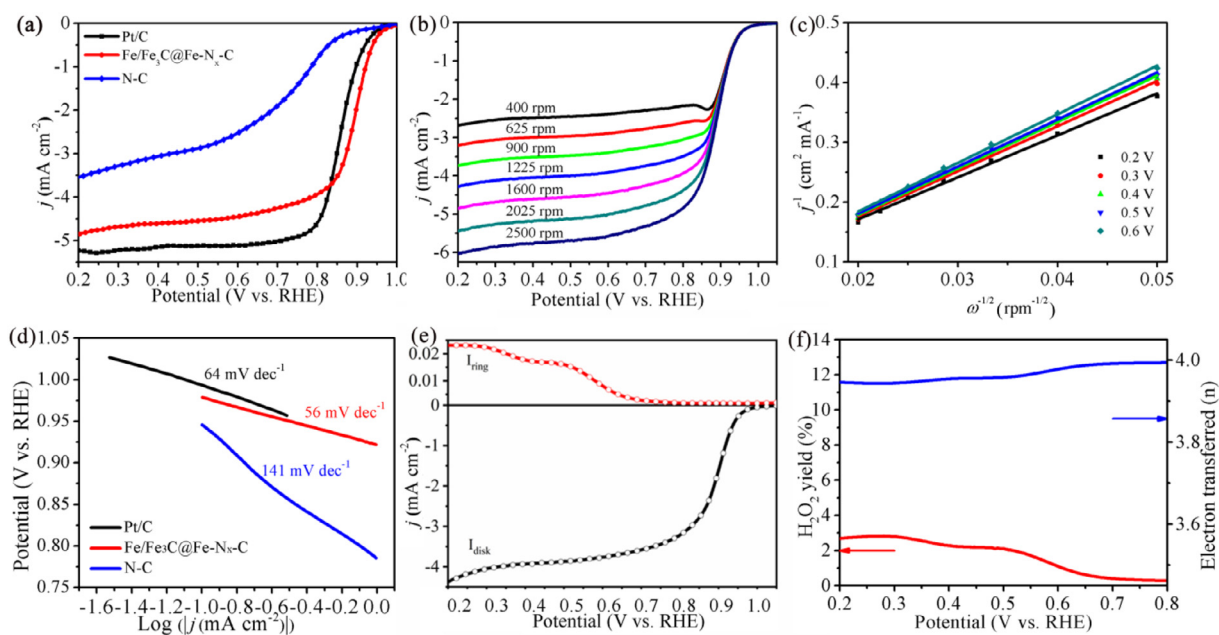 (a)
Pt/C
Fe/Fe₃C@Fe-Nₓ-C
N-C
0
-1
-2
-3
-4
-5
j (mA cm⁻²)
0.2 0.3 0.4 0.5 0.6 0.7 0.8 0.9 1.0
Potential (V vs. RHE)
(b)
400 rpm
625 rpm
900 rpm
1225 rpm
1600 rpm
2025 rpm
2500 rpm
0
-1
-2
-3
-4
-5
-6
j (mA cm⁻²)
0.2 0.3 0.4 0.5 0.6 0.7 0.8 0.9 1.0
Potential (V vs. RHE)
(c)
0.4
0.3
0.2
0.1
j⁻¹ (cm² mA⁻¹)
0.2 V
0.3 V
0.4 V
0.5 V
0.6 V
0.02 0.03 0.04 0.05
ω⁻¹/² (rpm⁻¹/²)
(d)
1.05
1.00
0.95
0.90
0.85
0.80
0.75
Potential (V vs. RHE)
64 mV dec⁻¹
56 mV dec⁻¹
141 mV dec⁻¹
Pt/C
Fe/Fe₃C@Fe-Nₓ-C
N-C
-1.6 -1.4 -1.2 -1.0 -0.8 -0.6 -0.4 -0.2 0.0
Log (|j (mA cm⁻²)|)
(e)
0.02
0.01
0
-1
-2
-3
-4
j (mA cm⁻²)
I ring
I disk
0.2 0.3 0.4 0.5 0.6 0.7 0.8 0.9 1.0
Potential (V vs. RHE)
(f)
14
12
10
8
6
4
2
0
H₂O₂ yield (%)
4.0
3.8
3.6
Electron transferred (n)
0.2 0.3 0.4 0.5 0.6 0.7 0.8
Potential (V vs. RHE)